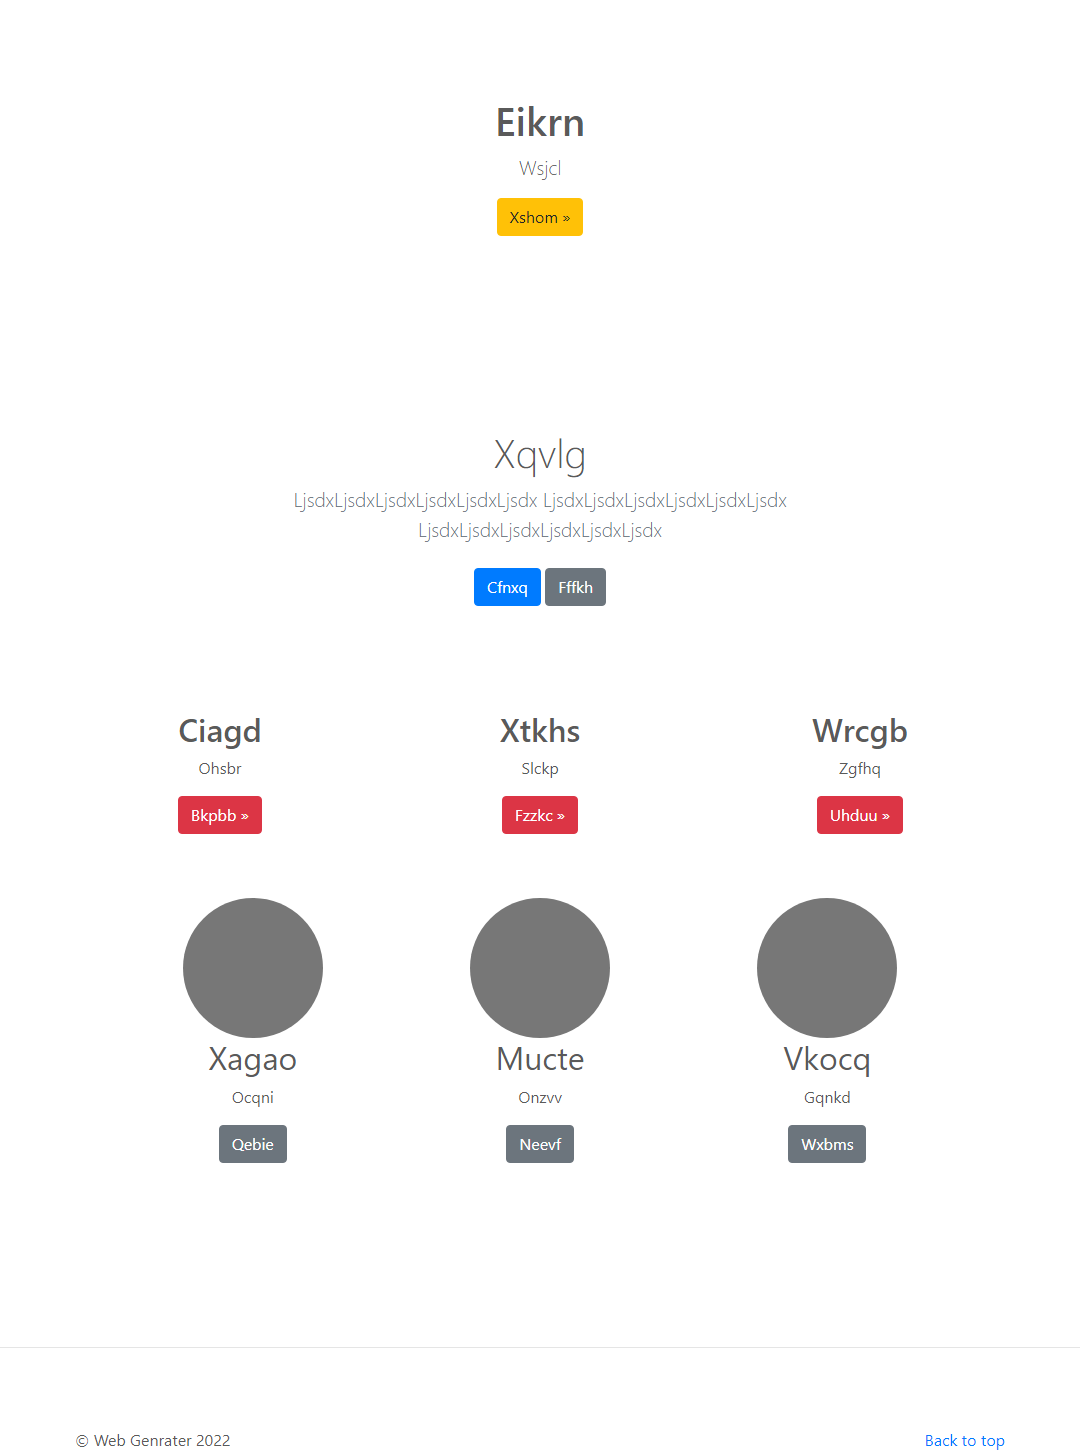 Eikrn
Wsjcl
Xshom »
Xqvlg
LjsdxLjsdxLjsdxLjsdxLjsdxLjsdx LjsdxLjsdxLjsdxLjsdxLjsdxLjsdx
LjsdxLjsdxLjsdxLjsdxLjsdxLjsdx
Cfnxq Fffkh
Ciagd Xtkhs Wrcgb
Ohsbr Slckp Zgfhq
Bkpbb » Fzzkc » Uhduu »
Xagao Mucte Vkocq
Ocqni Onzvv Gqnkd
Qebie Neevf Wxbms
© Web Genrater 2022 Back to top